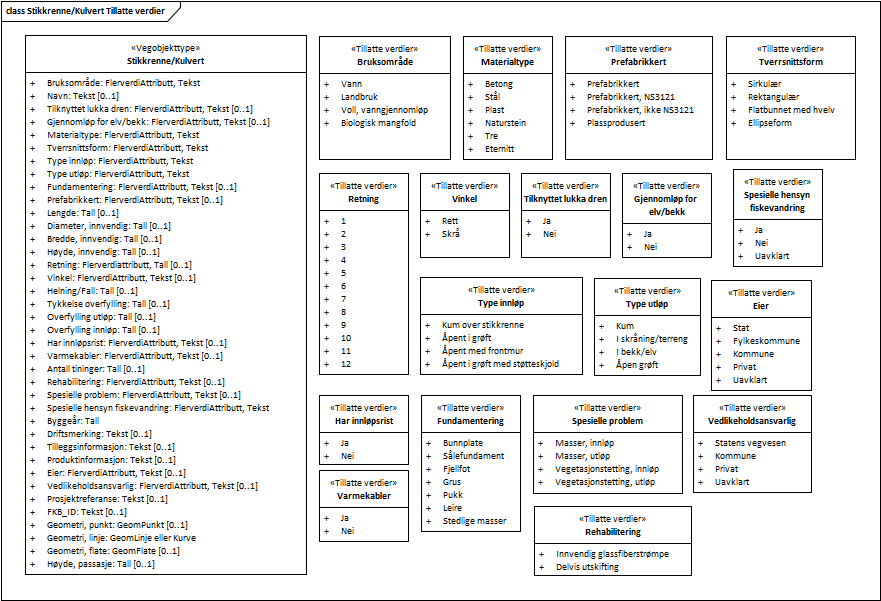 class Stikkrenne/Kulvert Tillatte verdier
«Vegobjekttype»
Stikkrenne/Kulvert
+ Bruksområde: FlerverdiAttributt, Tekst
+ Navn: Tekst [0..1]
+ Tilknyttet lukka dren: FlerverdiAttributt, Tekst [0..1]
+ Gjennomløp for elv/bekk: FlerverdiAttributt, Tekst [0..1]
+ Materialtype: FlerverdiAttributt, Tekst
+ Tverrsnittsform: FlerverdiAttributt, Tekst
+ Type innløp: FlerverdiAttributt, Tekst
+ Type utløp: FlerverdiAttributt, Tekst
+ Fundamentering: FlerverdiAttributt, Tekst [0..1]
+ Prefabrikkert: FlerverdiAttributt, Tekst [0..1]
+ Lengde: Tall [0..1]
+ Diameter, innvendig: Tall [0..1]
+ Bredde, innvendig: Tall [0..1]
+ Høyde, innvendig: Tall [0..1]
+ Retning: Flerverdiattributt, Tall [0..1]
+ Vinkel: FlerverdiAttributt, Tekst [0..1]
+ Helning/Fall: Tall [0..1]
+ Tykkelse overfylling: Tall [0..1]
+ Overfylling utløp: Tall [0..1]
+ Overfylling innløp: Tall [0..1]
+ Har innløpsrist: FlerverdiAttributt, Tekst [0..1]
+ Varmekabler: FlerverdiAttributt, Tekst [0..1]
+ Antall tininger: Tall [0..1]
+ Rehabilitering: FlerverdiAttributt, Tekst [0..1]
+ Spesielle problem: FlerverdiAttributt, Tekst [0..1]
+ Spesielle hensyn fiskevandring: FlerverdiAttributt, Tekst
+ Byggeår: Tall
+ Driftsmerking: Tekst [0..1]
+ Tilleggsinformasjon: Tekst [0..1]
+ Produktinformasjon: Tekst [0..1]
+ Eier: FlerverdiAttributt, Tekst [0..1]
+ Vedlikeholdsansvarlig: FlerverdiAttributt, Tekst [0..1]
+ Prosjektreferanse: Tekst [0..1]
+ FKB_ID: Tekst [0..1]
+ Geometri, punkt: GeomPunkt [0..1]
+ Geometri, linje: GeomLinje eller Kurve
+ Geometri, flate: GeomFlate [0..1]
+ Høyde, passasje: Tall [0..1]
«Tillatte verdier»
Bruksområde
+ Vann
+ Landbruk
+ Voll, vanngjennomløp
+ Biologisk mangfold
«Tillatte verdier»
Materialtype
+ Betong
+ Stål
+ Plast
+ Naturstein
+ Tre
+ Eternitt
«Tillatte verdier»
Prefabrikkert
+ Prefabrikkert
+ Prefabrikkert, NS3121
+ Prefabrikkert, ikke NS3121
+ Plassprodusert
«Tillatte verdier»
Tverrsnittsform
+ Sirkulær
+ Rektangulær
+ Flatbunnet med hvelv
+ Ellipseform
«Tillatte verdier»
Retning
+ 1
+ 2
+ 3
+ 4
+ 5
+ 6
+ 7
+ 8
+ 9
+ 10
+ 11
+ 12
«Tillatte verdier»
Vinkel
+ Rett
+ Skrå
«Tillatte verdier»
Tilknyttet lukka dren
+ Ja
+ Nei
«Tillatte verdier»
Gjennomløp for
elv/bekk
+ Ja
+ Nei
«Tillatte verdier»
Spesielle hensyn
fiskevandring
+ Ja
+ Nei
+ Uavklart
«Tillatte verdier»
Type innløp
+ Kum over stikkrenne
+ Åpent i grøft
+ Åpent med frontmur
+ Åpent i grøft med støtteskjold
«Tillatte verdier»
Type utløp
+ Kum
+ I skråning/terreng
+ I bekk/elv
+ Åpen grøft
«Tillatte verdier»
Eier
+ Stat
+ Fylkeskommune
+ Kommune
+ Privat
+ Uavklart
«Tillatte verdier»
Har innløpsrist
+ Ja
+ Nei
«Tillatte verdier»
Fundamentering
+ Bunnplate
+ Sålefundament
+ Fjellfot
+ Grus
+ Pukk
+ Leire
+ Stedlige masser
«Tillatte verdier»
Spesielle problem
+ Masser, innløp
+ Masser, utløp
+ Vegetasjonstetting, innløp
+ Vegetasjonstetting, utløp
«Tillatte verdier»
Vedlikeholdsansvarlig
+ Statens vegvesen
+ Kommune
+ Privat
+ Uavklart
«Tillatte verdier»
Varmekabler
+ Ja
+ Nei
«Tillatte verdier»
Rehabilitering
+ Innvendig glassfiberstrømpe
+ Delvis utskifting